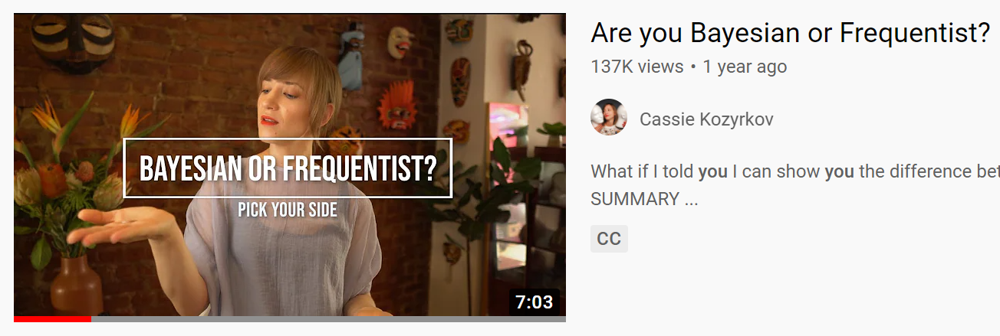 BAYESIAN OR FREQUENTIST?
PICK YOUR SIDE
7:03
Are you Bayesian or Frequentist?
137K views • 1 year ago
Cassie Kozyrkov
What if I told you I can show you the difference bet
SUMMARY ...
CC